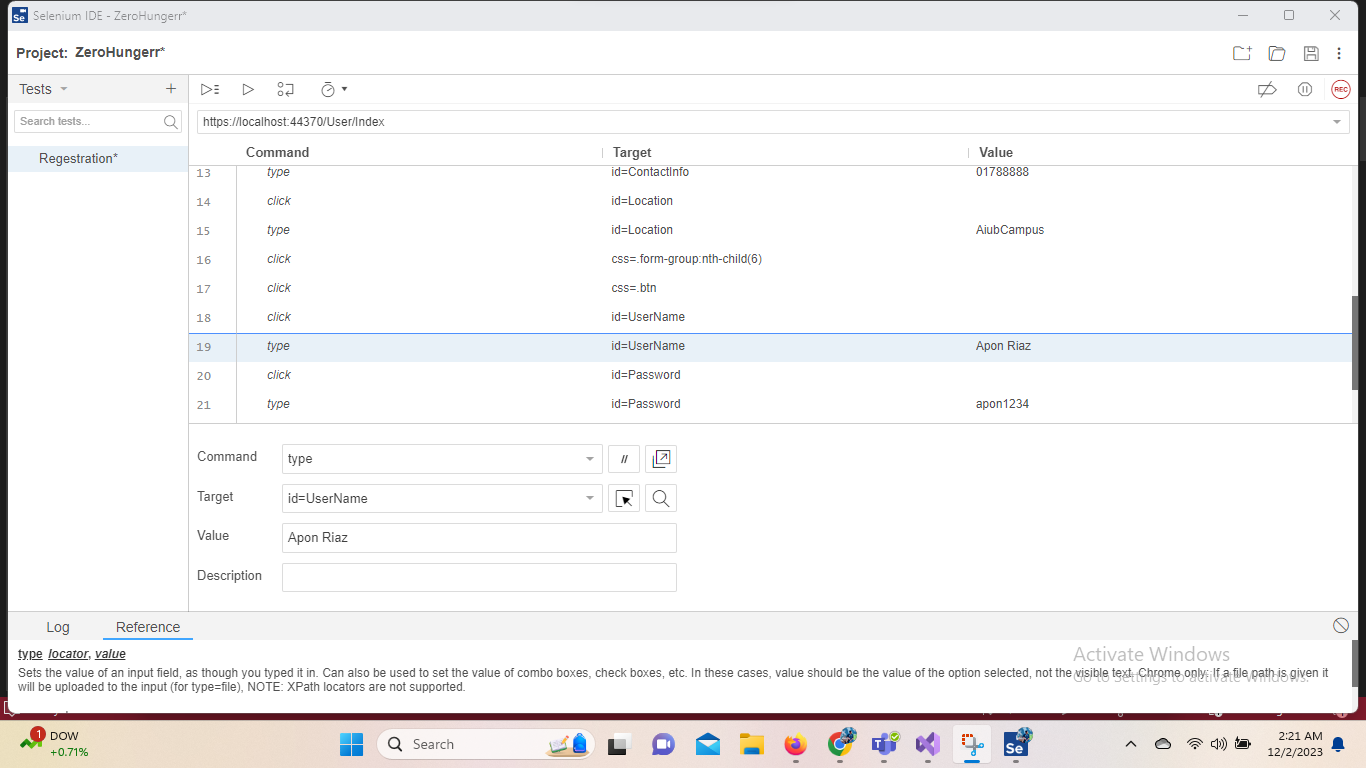 Se Selenium IDE - ZeroHungerr*
Project: ZeroHungerr*
Tests
Search tests...
Regestration*
REC
https://localhost:44370/User/Index
Command Target Value
13 type id=ContactInfo 01788888
14 click id=Location
15 type id=Location AiubCampus
16 click css=.form-group:nth-child(6)
17 click css=.btn
18 click id=UserName
19 type id=UserName Apon Riaz
20 click id=Password
21 type id=Password apon1234
Command type //
Target id=UserName
Value Apon Riaz
Description
Log Reference
type locator, value
Sets the value of an input field, as though you typed it in. Can also be used to set the value of combo boxes, check boxes, etc. In these cases, value should be the value of the option selected, not the visible text. Chrome only: If a file path is given it
will be uploaded to the input (for type=file), NOTE: XPath locators are not supported.
Activate Windows
Go to Settings to activate Windows.
1 DOW
+0.71%
Search
Se
2:21 AM
12/2/2023